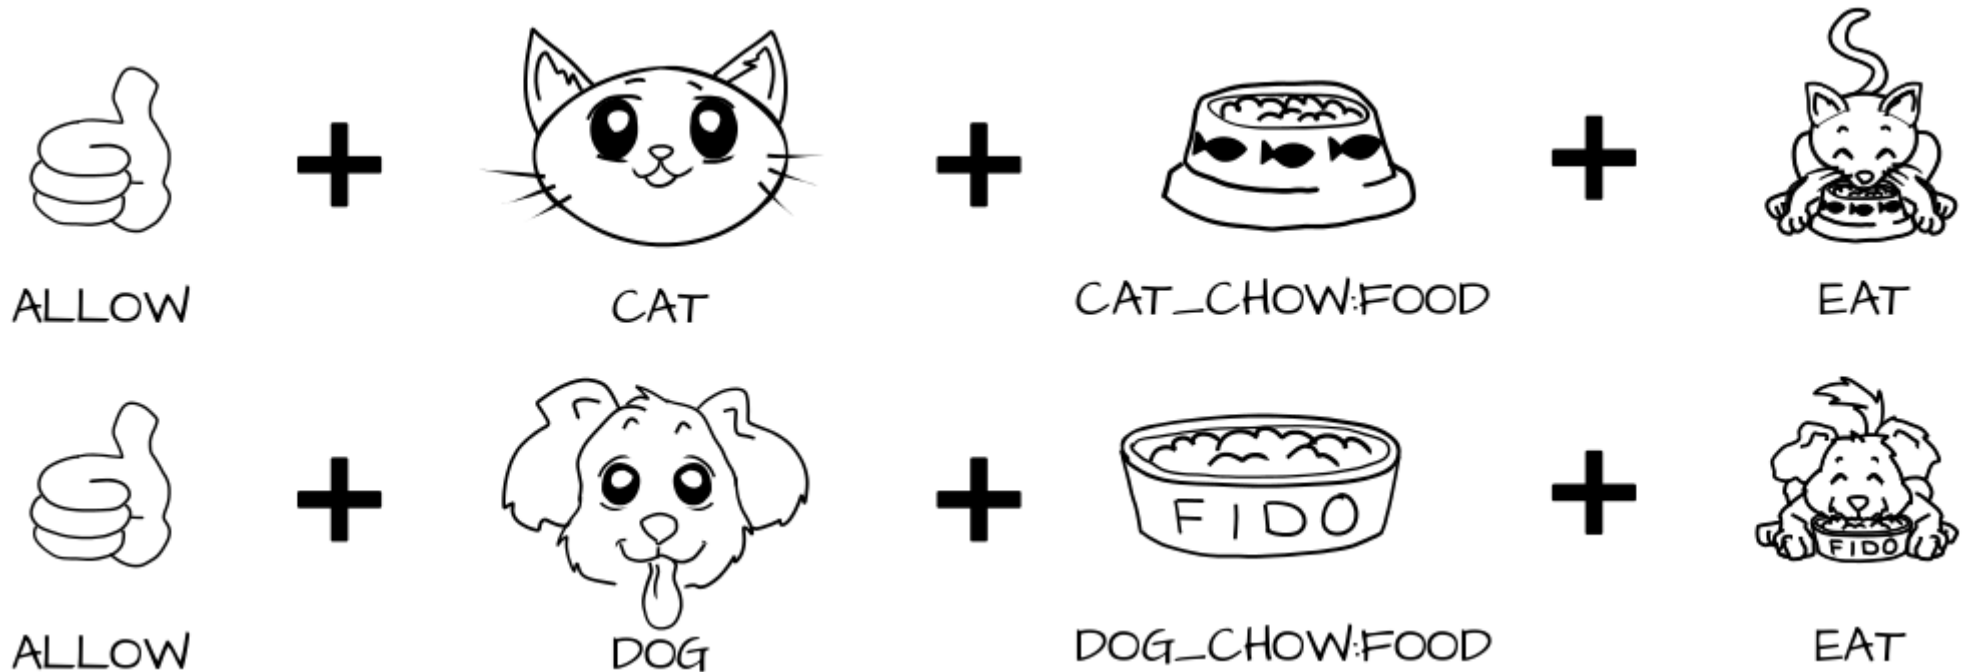 ALLOW CAT CAT_CHOW:FOOD EAT
FIDO
FIDO
ALLOW DOG DOG_CHOW:FOOD EAT